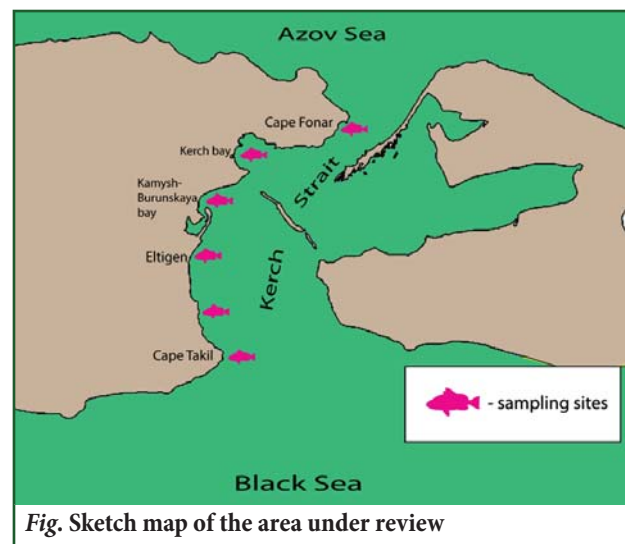 Azov Sea
Cape Fonar
Kerch bay
Strait
Kamysh-
Burunskaya
bay
Eltigen
Kerch
Cape Takil
- sampling sites
Black Sea
Fig. Sketch map of the area under review